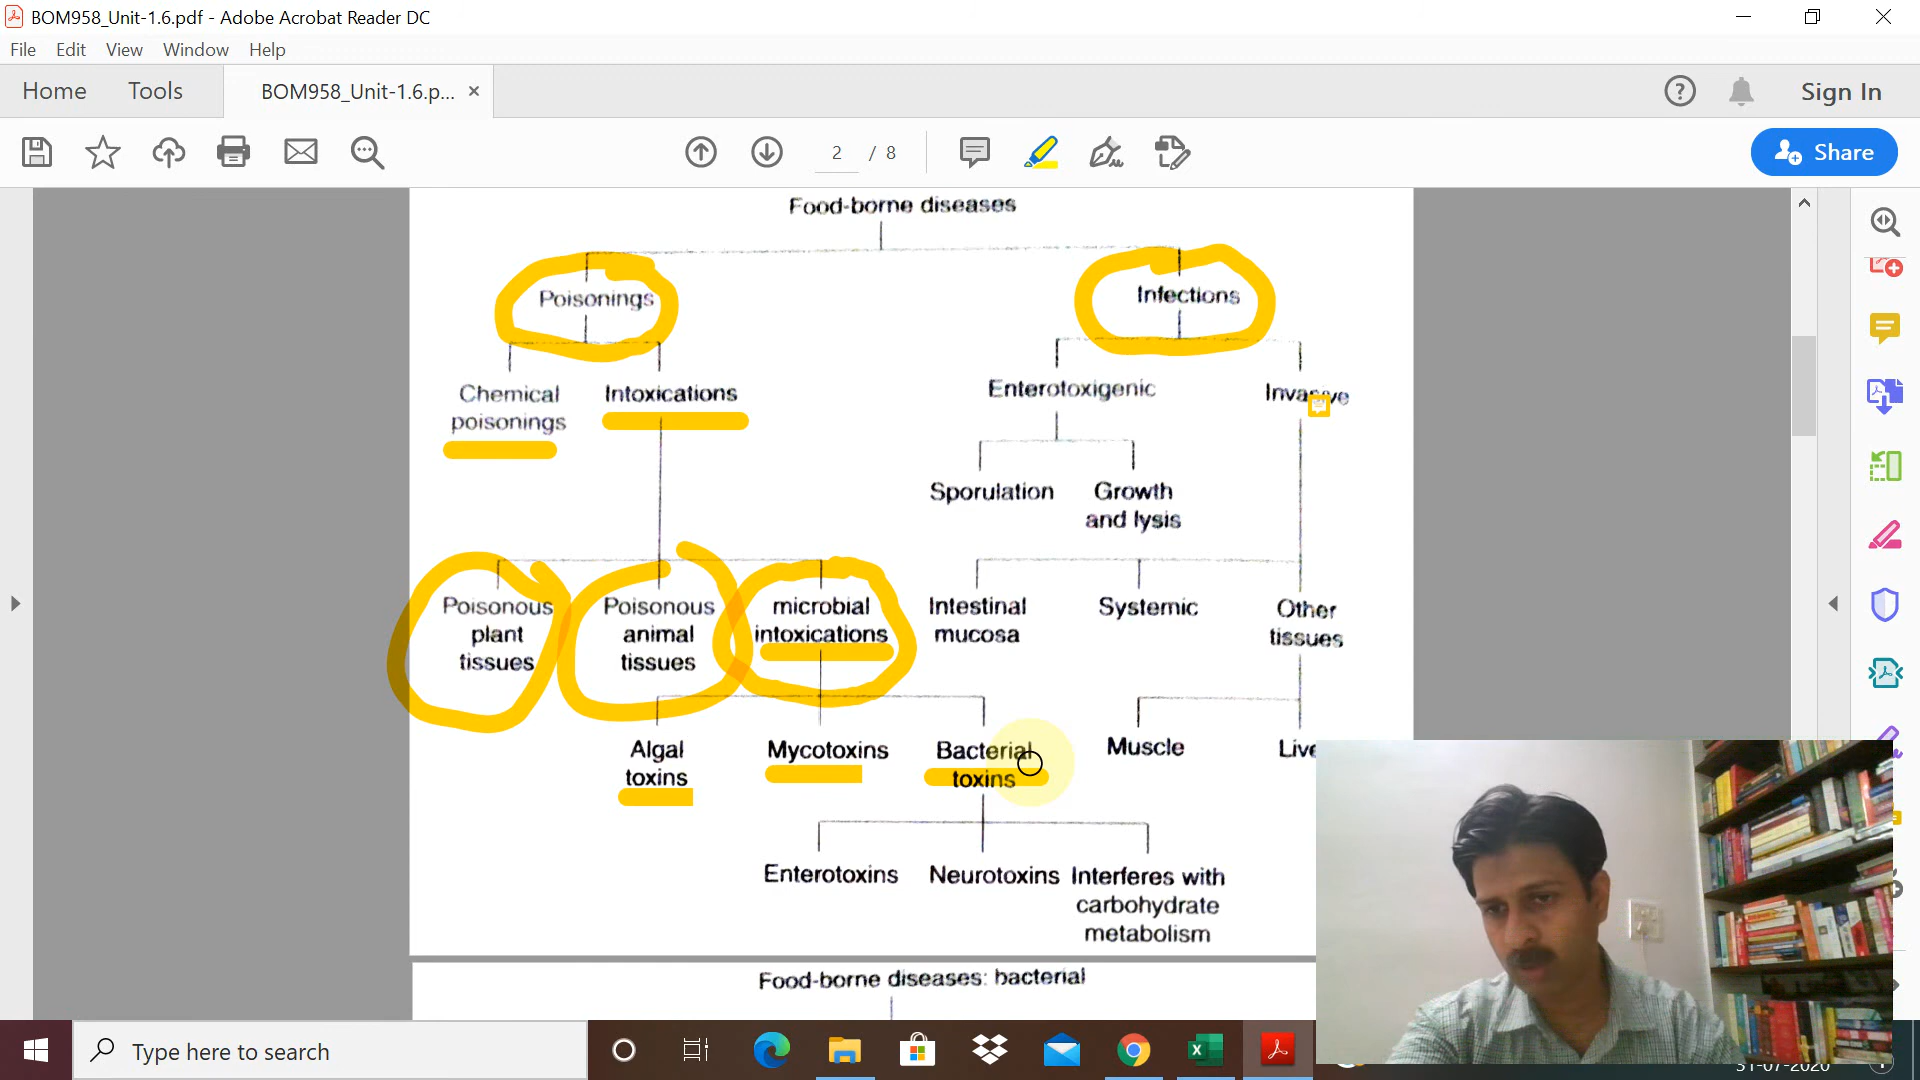 BOM958_Unit-1.6.pdf - Adobe Acrobat Reader DC
File Edit View Window Help
Home Tools BOM958_Unit-1.6.p... × Sign In
2 / 8 Share
Food-borne diseases
Poisonings Infections
Chemical poisonings
Intoxications
Enterotoxigenic
Sporulation
Growth
and lysis
Poisonous
plant
tissues
Poisonous
animal
tissues
microbial
intoxications
Intestinal
mucosa
Systemic
Other
tissues
Algal
toxins
Mycotoxins
Bacterial
toxins
Muscle
Enterotoxins
Neurotoxins
Interferes with
carbohydrate
metabolism
Food-borne diseases: bacterial
Type here to search